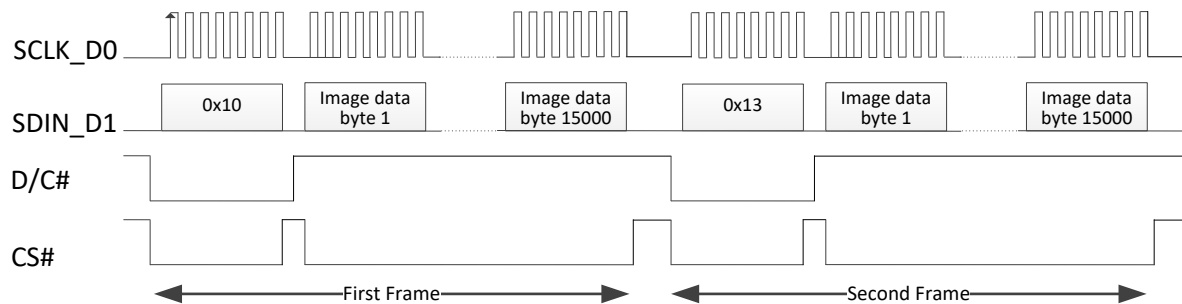 SCLK_D0
SDIN_D1
0x10
Image data
byte 1
Image data
byte 15000
0x13
Image data
byte 1
Image data
byte 15000
D/C#
CS#
First Frame
Second Frame